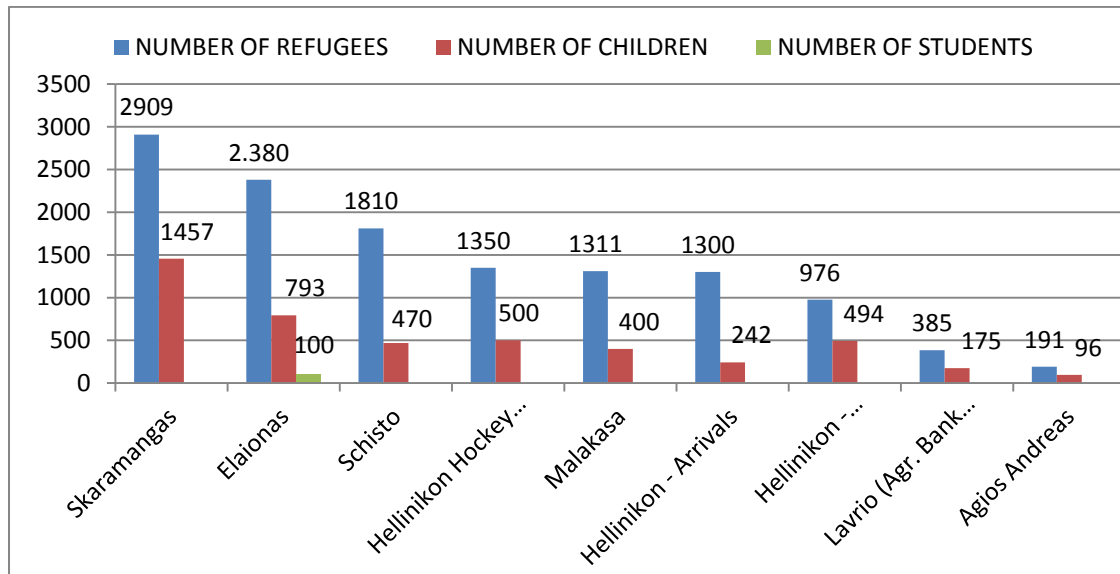 NUMBER OF REFUGEES NUMBER OF CHILDREN NUMBER OF STUDENTS
3500
3000
2500
2000
1500
1000
500
0
2909
1457
2.380
793
100
1810
470
1350
500
1311
400
1300
242
976
494
385
175
191
96
Skaramangas
Elaionas
Schisto
Hellinikon Hockey...
Malakasa
Hellinikon - Arrivals
Hellinikon -...
Lavrio (Agr. Bank...
Agios Andreas